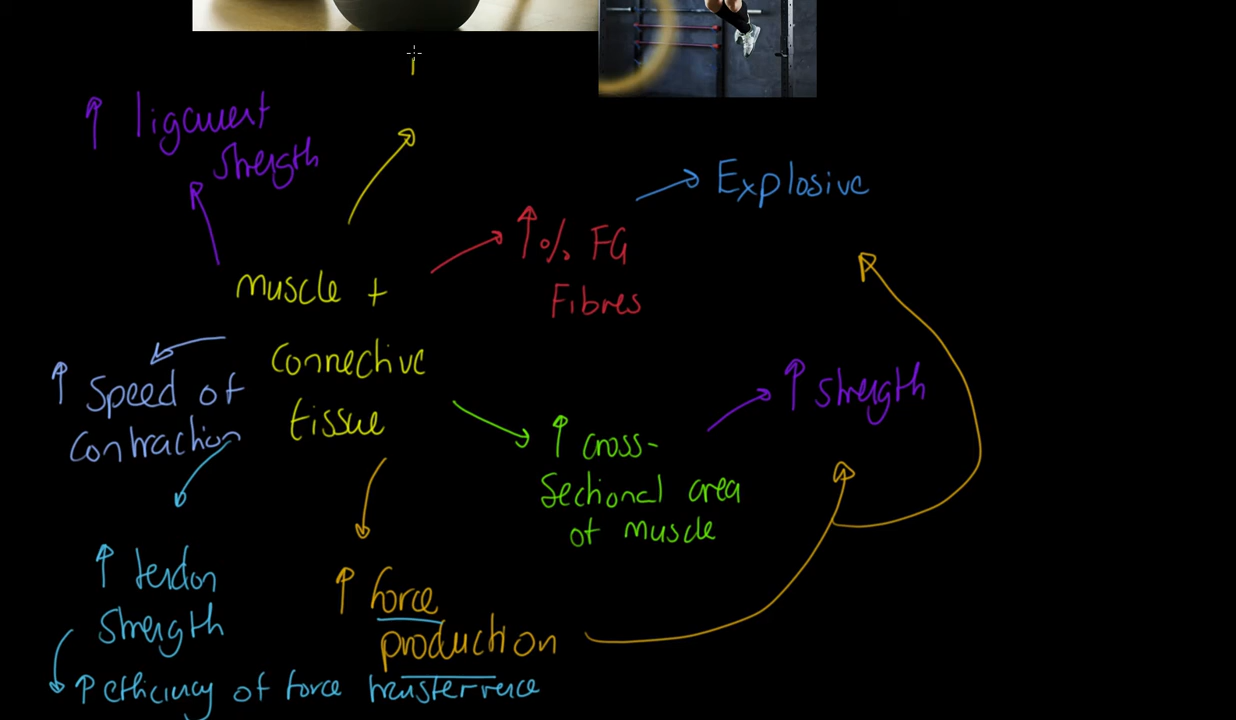 ↑ ligament
strength
Explosive
↑% FG
Fibres
muscle +
connective
tissue
↑ speed of
contraction
↑ strength
↑ cross-
sectional area
of muscle
↑ tendon
strength
↑ force
production
↑ efficiency of force transferrence